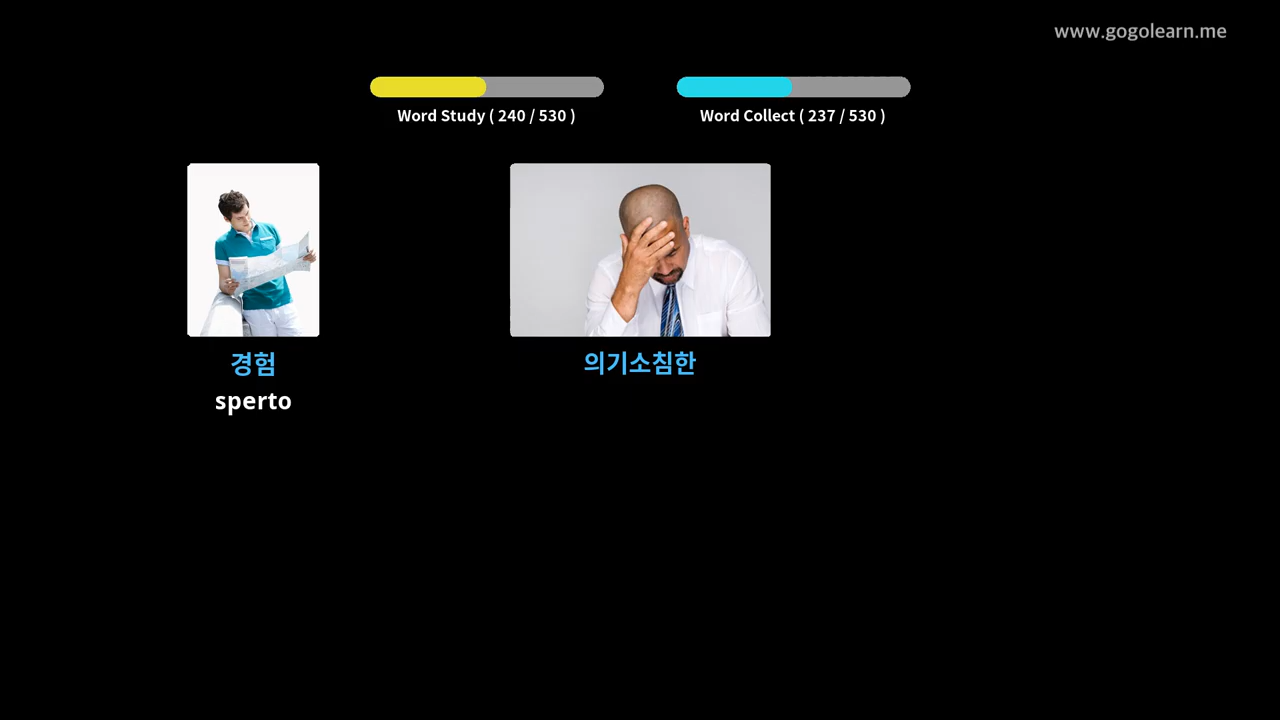 www.gogolearn.me
Word Study ( 240 / 530 )
Word Collect ( 237 / 530 )
경험
sperto
의기소침한